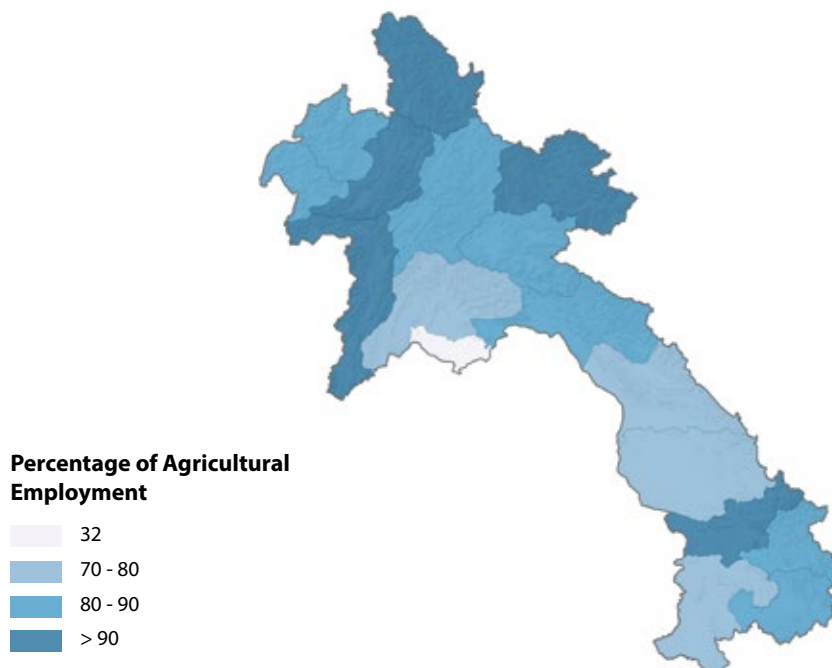 Percentage of Agricultural
Employment
32
70 - 80
80 - 90
> 90